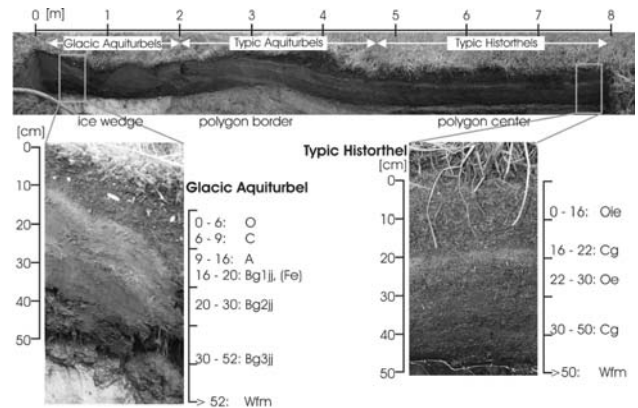 0 [m] 1 2 3 4 5 6 7 8
Glacic Aquiturbels Typic Aquiturbels Typic Historthels
ice wedge polygon border polygon center
[cm]
0
10
20
30
40
50
Glacic Aquiturbel
0 - 6: O
6 - 9: C
9 - 16: A
16 - 20: Bg1jj, (Fe)
20 - 30: Bg2jj
30 - 52: Bg3jj
> 52: Wfm
Typic Historthel
[cm]
0
10
20
30
40
50
0 - 16: Oie
16 - 22: Cg
22 - 30: Oe
30 - 50: Cg
>50: Wfm